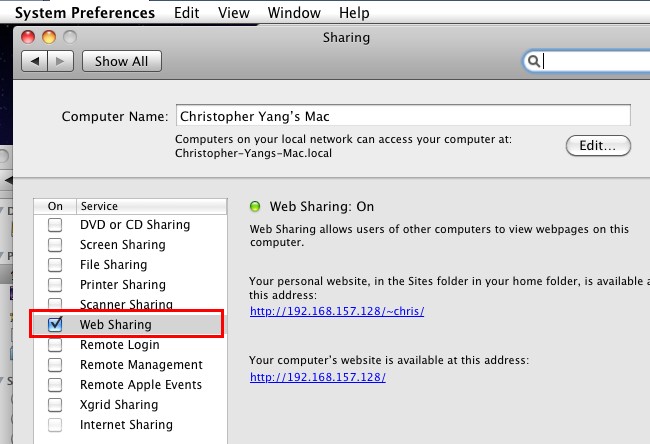 System Preferences Edit View Window Help
Sharing
Show All
Computer Name: Christopher Yang's Mac
Computers on your local network can access your computer at:
Christopher-Yangs-Mac.local
Edit...
On Service
DVD or CD Sharing
Screen Sharing
File Sharing
Printer Sharing
Scanner Sharing
Web Sharing
Remote Login
Remote Management
Remote Apple Events
Xgrid Sharing
Internet Sharing
Web Sharing: On
Web Sharing allows users of other computers to view webpages on this
computer.
Your personal website, in the Sites folder in your home folder, is available a
this address:
http://192.168.157.128/~chris/
Your computer's website is available at this address:
http://192.168.157.128/